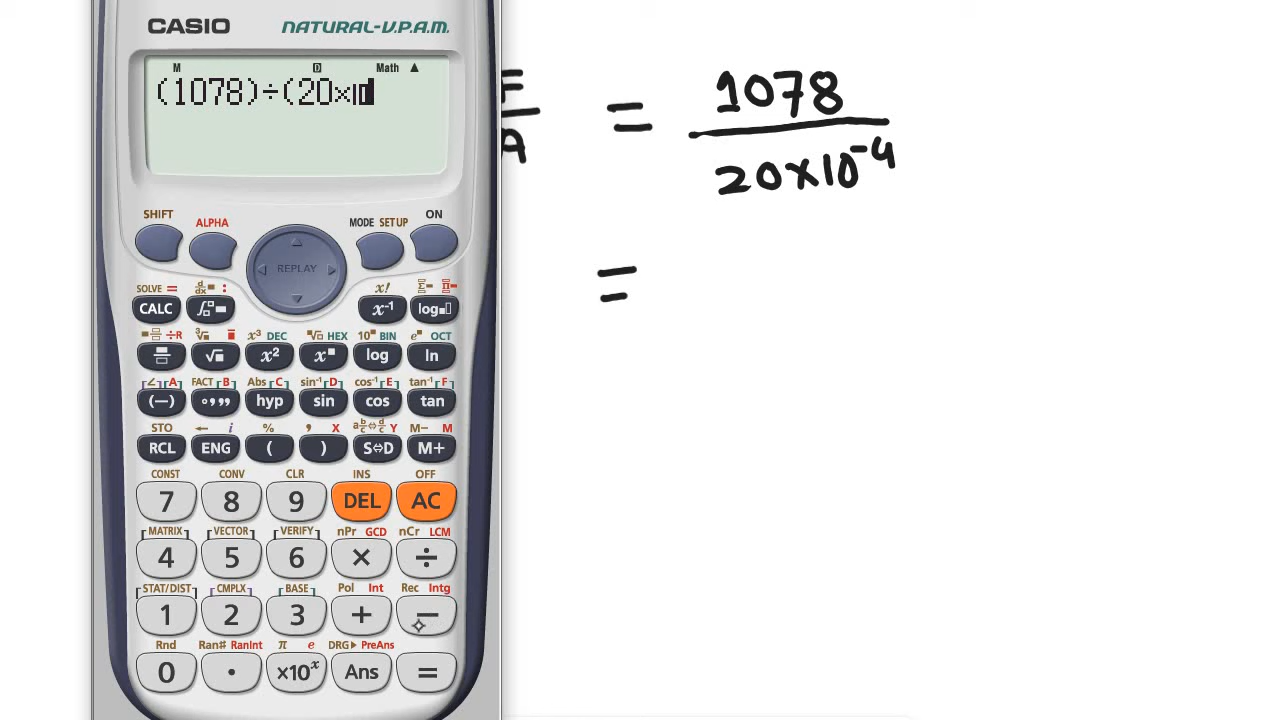 CASIO NATURAL-V.P.A.M.
M D Math ▲
(1078)÷(20×10
F/A = 1078/20×10⁻⁴
=
SHIFT ALPHA MODE SETUP ON
REPLAY
SOLVE = d/dx : x! Σ− Π−
CALC ∫ x⁻¹ log
÷R ³√ x³ DEC √ HEX 10 BIN e OCT
√ x² x log ln
∠ A FACT B Abs C sin⁻¹ D cos⁻¹ E tan⁻¹ F
(−) °,,, hyp sin cos tan
STO ← i % , X a b/c ⇔ d/c Y M− M
RCL ENG ( ) S⇔D M+
CONST CONV CLR INS OFF
7 8 9 DEL AC
MATRIX VECTOR VERIFY nPr GCD nCr LCM
4 5 6 × ÷
STAT/DIST CMPLX BASE Pol Int Rec Intg
1 2 3 + −
Rnd Ran# RanInt π e DRG▶ PreAns
0 . ×10ˣ Ans =